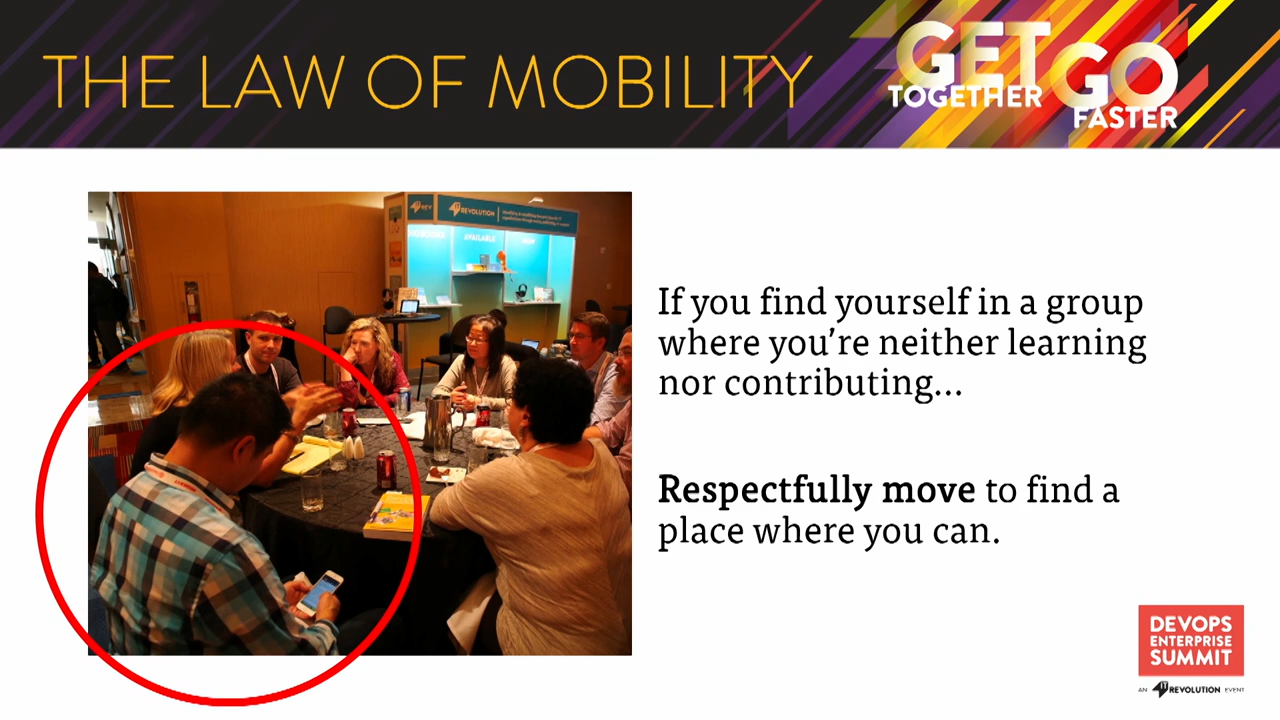 THE LAW OF MOBILITY
GET
TOGETHER
GO
FASTER
REVOLUTION
AVAILABLE
If you find yourself in a group
where you're neither learning
nor contributing...
Respectfully move to find a
place where you can.
DEVOPS
ENTERPRISE
SUMMIT
AN IT REVOLUTION EVENT